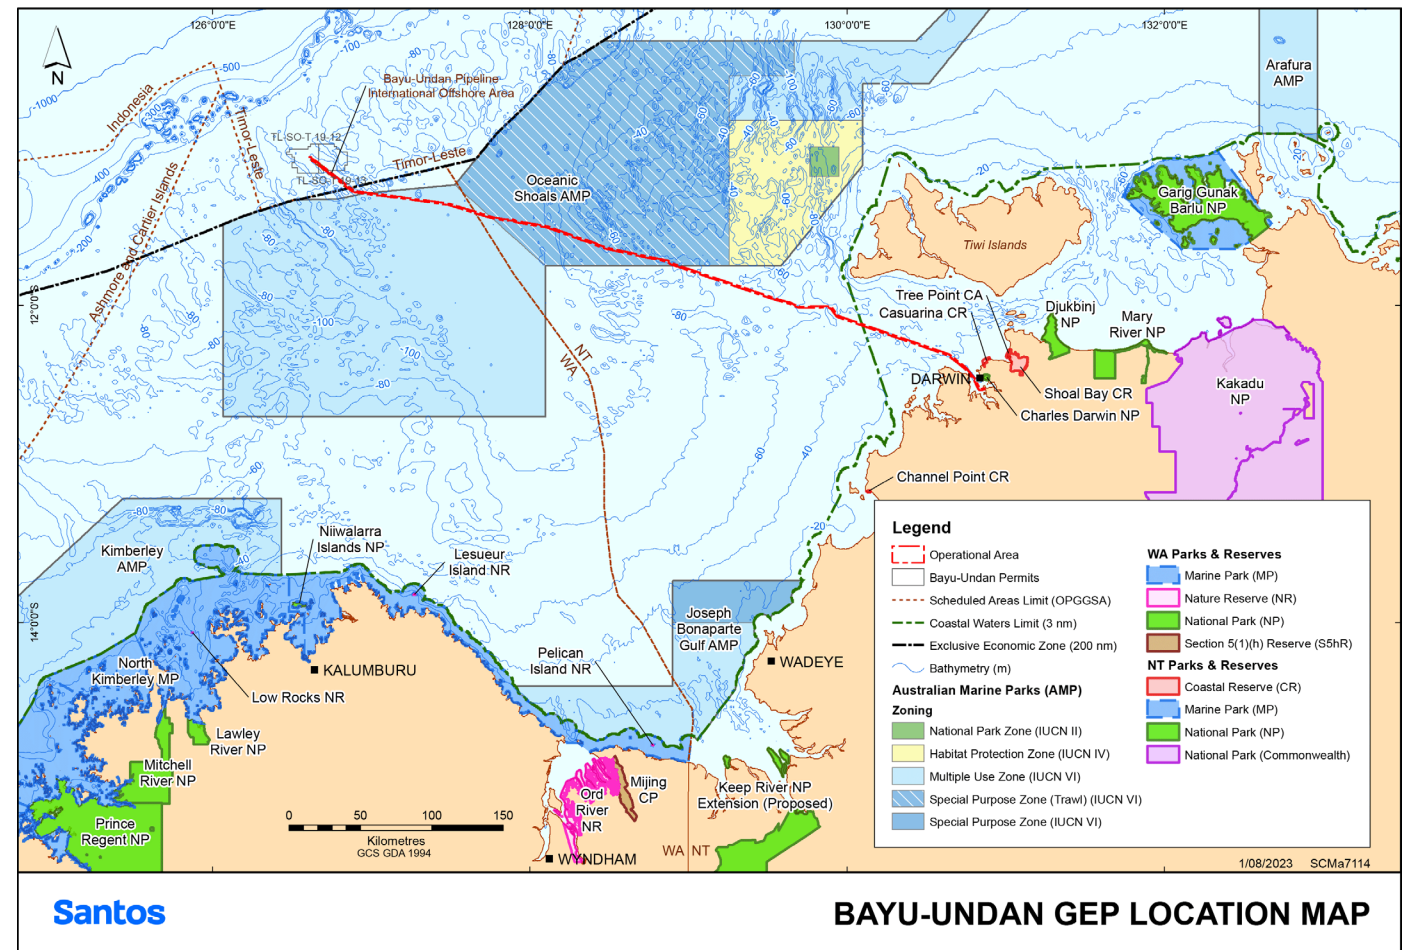 126°0'0"E
128°0'0"E
130°0'0"E
132°0'0"E
N
-1000
-500
-100
-80
Indonesia
-300
-400
-200
Timor-Leste
Ashmore and Cartier Islands
Bayu-Undan Pipeline
International Offshore Area
TL-SO-T 19-12
Timor-Leste
Oceanic
Shoals AMP
Arafura
AMP
Garig Gunak
Barlu NP
Tiwi Islands
12°0'0"S
14°0'0"S
Tree Point CA
Casuarina CR
Djukbinj
NP
Mary
River NP
DARWIN
Shoal Bay CR
Charles Darwin NP
Kakadu
NP
NT
WA
Channel Point CR
Kimberley
AMP
Niiwalarra
Islands NP
Lesueur
Island NR
Joseph
Bonaparte
Gulf AMP
WADEYE
Pelican
Island NR
KALUMBURU
North
Kimberley MP
Low Rocks NR
Lawley
River NP
Mitchell
River NP
Prince
Regent NP
Ord
River
NR
Mijing
CP
Keep River NP
Extension (Proposed)
WYNDHAM
WA NT
0 50 100 150
Kilometres
GCS GDA 1994
Legend
Operational Area
Bayu-Undan Permits
Scheduled Areas Limit (OPGGSA)
Coastal Waters Limit (3 nm)
Exclusive Economic Zone (200 nm)
Bathymetry (m)
Australian Marine Parks (AMP)
Zoning
National Park Zone (IUCN II)
Habitat Protection Zone (IUCN IV)
Multiple Use Zone (IUCN VI)
Special Purpose Zone (Trawl) (IUCN VI)
Special Purpose Zone (IUCN VI)
WA Parks & Reserves
Marine Park (MP)
Nature Reserve (NR)
National Park (NP)
Section 5(1)(h) Reserve (S5hR)
NT Parks & Reserves
Coastal Reserve (CR)
Marine Park (MP)
National Park (NP)
National Park (Commonwealth)
1/08/2023 SCMa7114
Santos
BAYU-UNDAN GEP LOCATION MAP